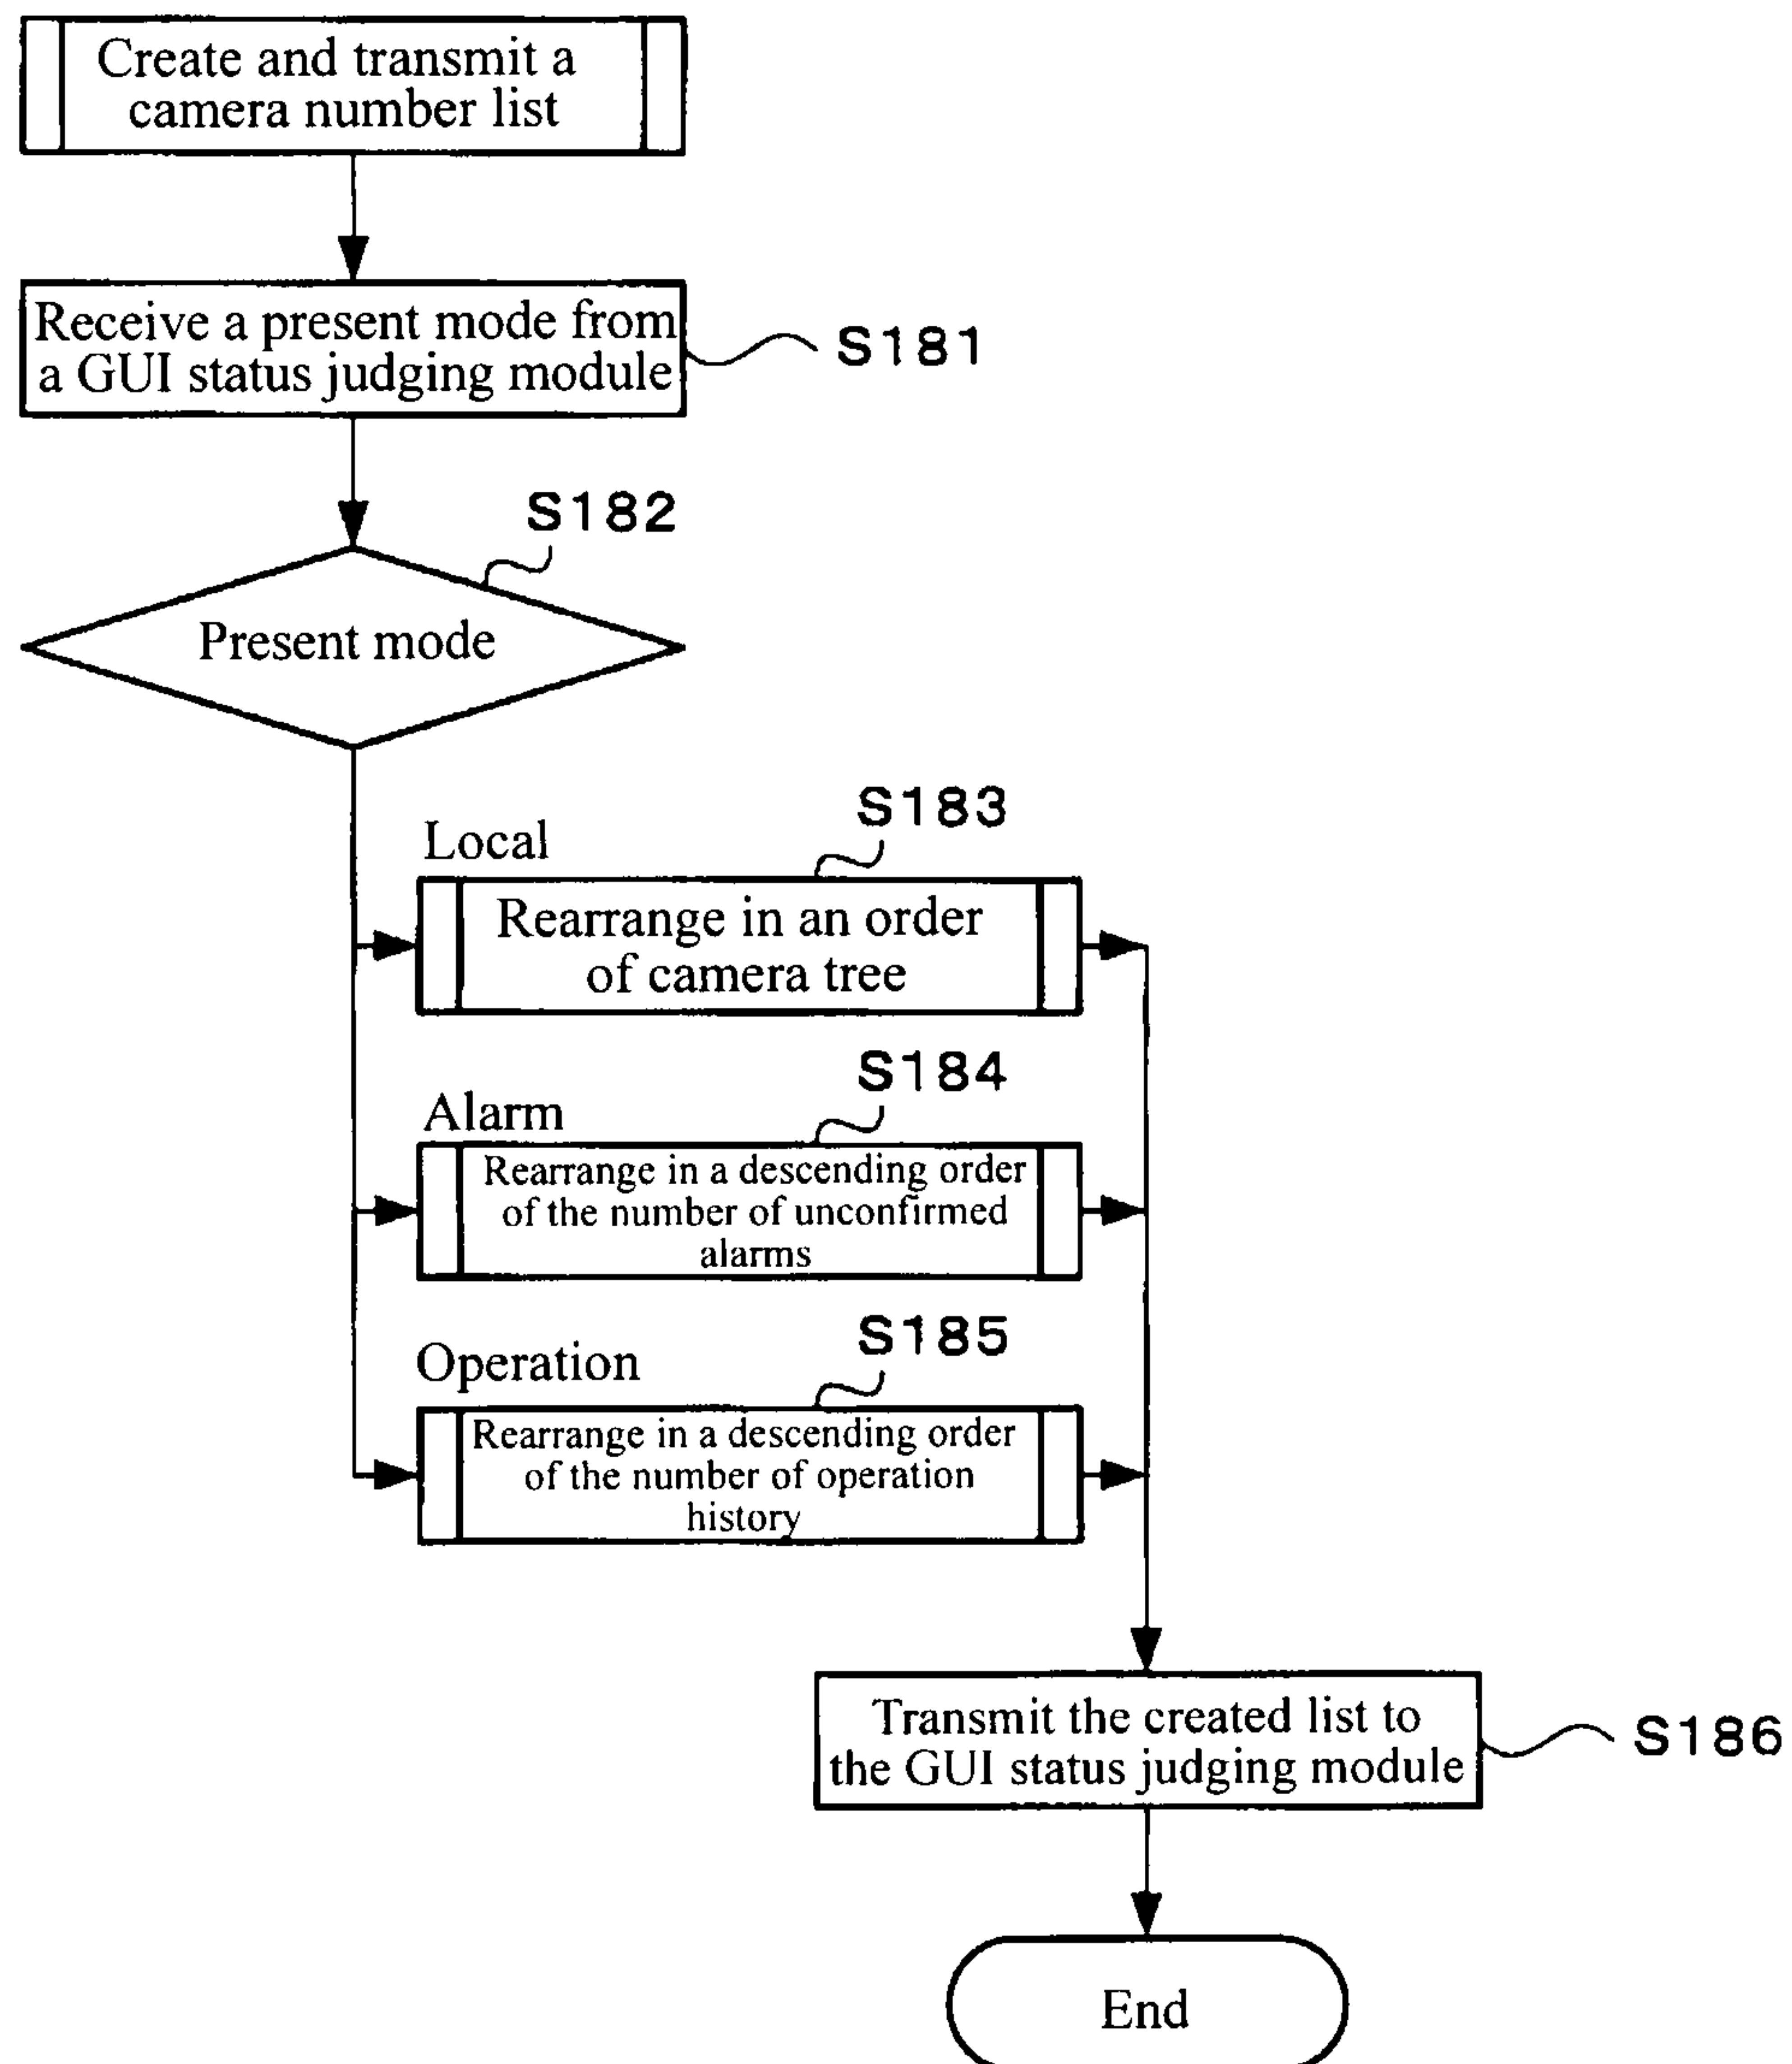 Create and transmit a
camera number list
Receive a present mode from
a GUI status judging module
S181
S182
Present mode
S183
Local
Rearrange in an order
of camera tree
S184
Alarm
Rearrange in a descending order
of the number of unconfirmed
alarms
S185
Operation
Rearrange in a descending order
of the number of operation
history
Transmit the created list to
the GUI status judging module
S186
End